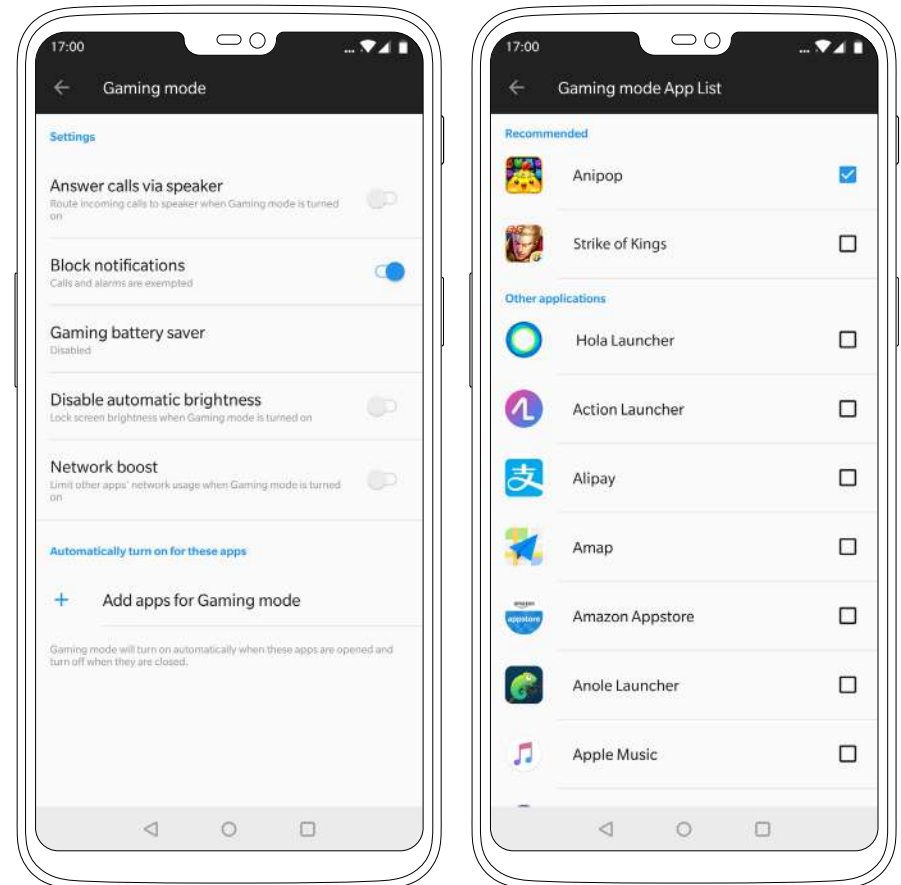 17:00
...
Gaming mode
Settings
Answer calls via speaker
Route incoming calls to speaker when Gaming mode is turned
on
Block notifications
Calls and alarms are exempted
Gaming battery saver
Disabled
Disable automatic brightness
Lock screen brightness when Gaming mode is turned on
Network boost
Limit other apps' network usage when Gaming mode is turned
on
Automatically turn on for these apps
+ Add apps for Gaming mode
Gaming mode will turn on automatically when these apps are opened and
turn off when they are closed.
17:00
...
Gaming mode App List
Recommended
Anipop
Strike of Kings
Other applications
Hola Launcher
Action Launcher
支
Alipay
Amap
amazon
appstore
Amazon Appstore
Anole Launcher
Apple Music